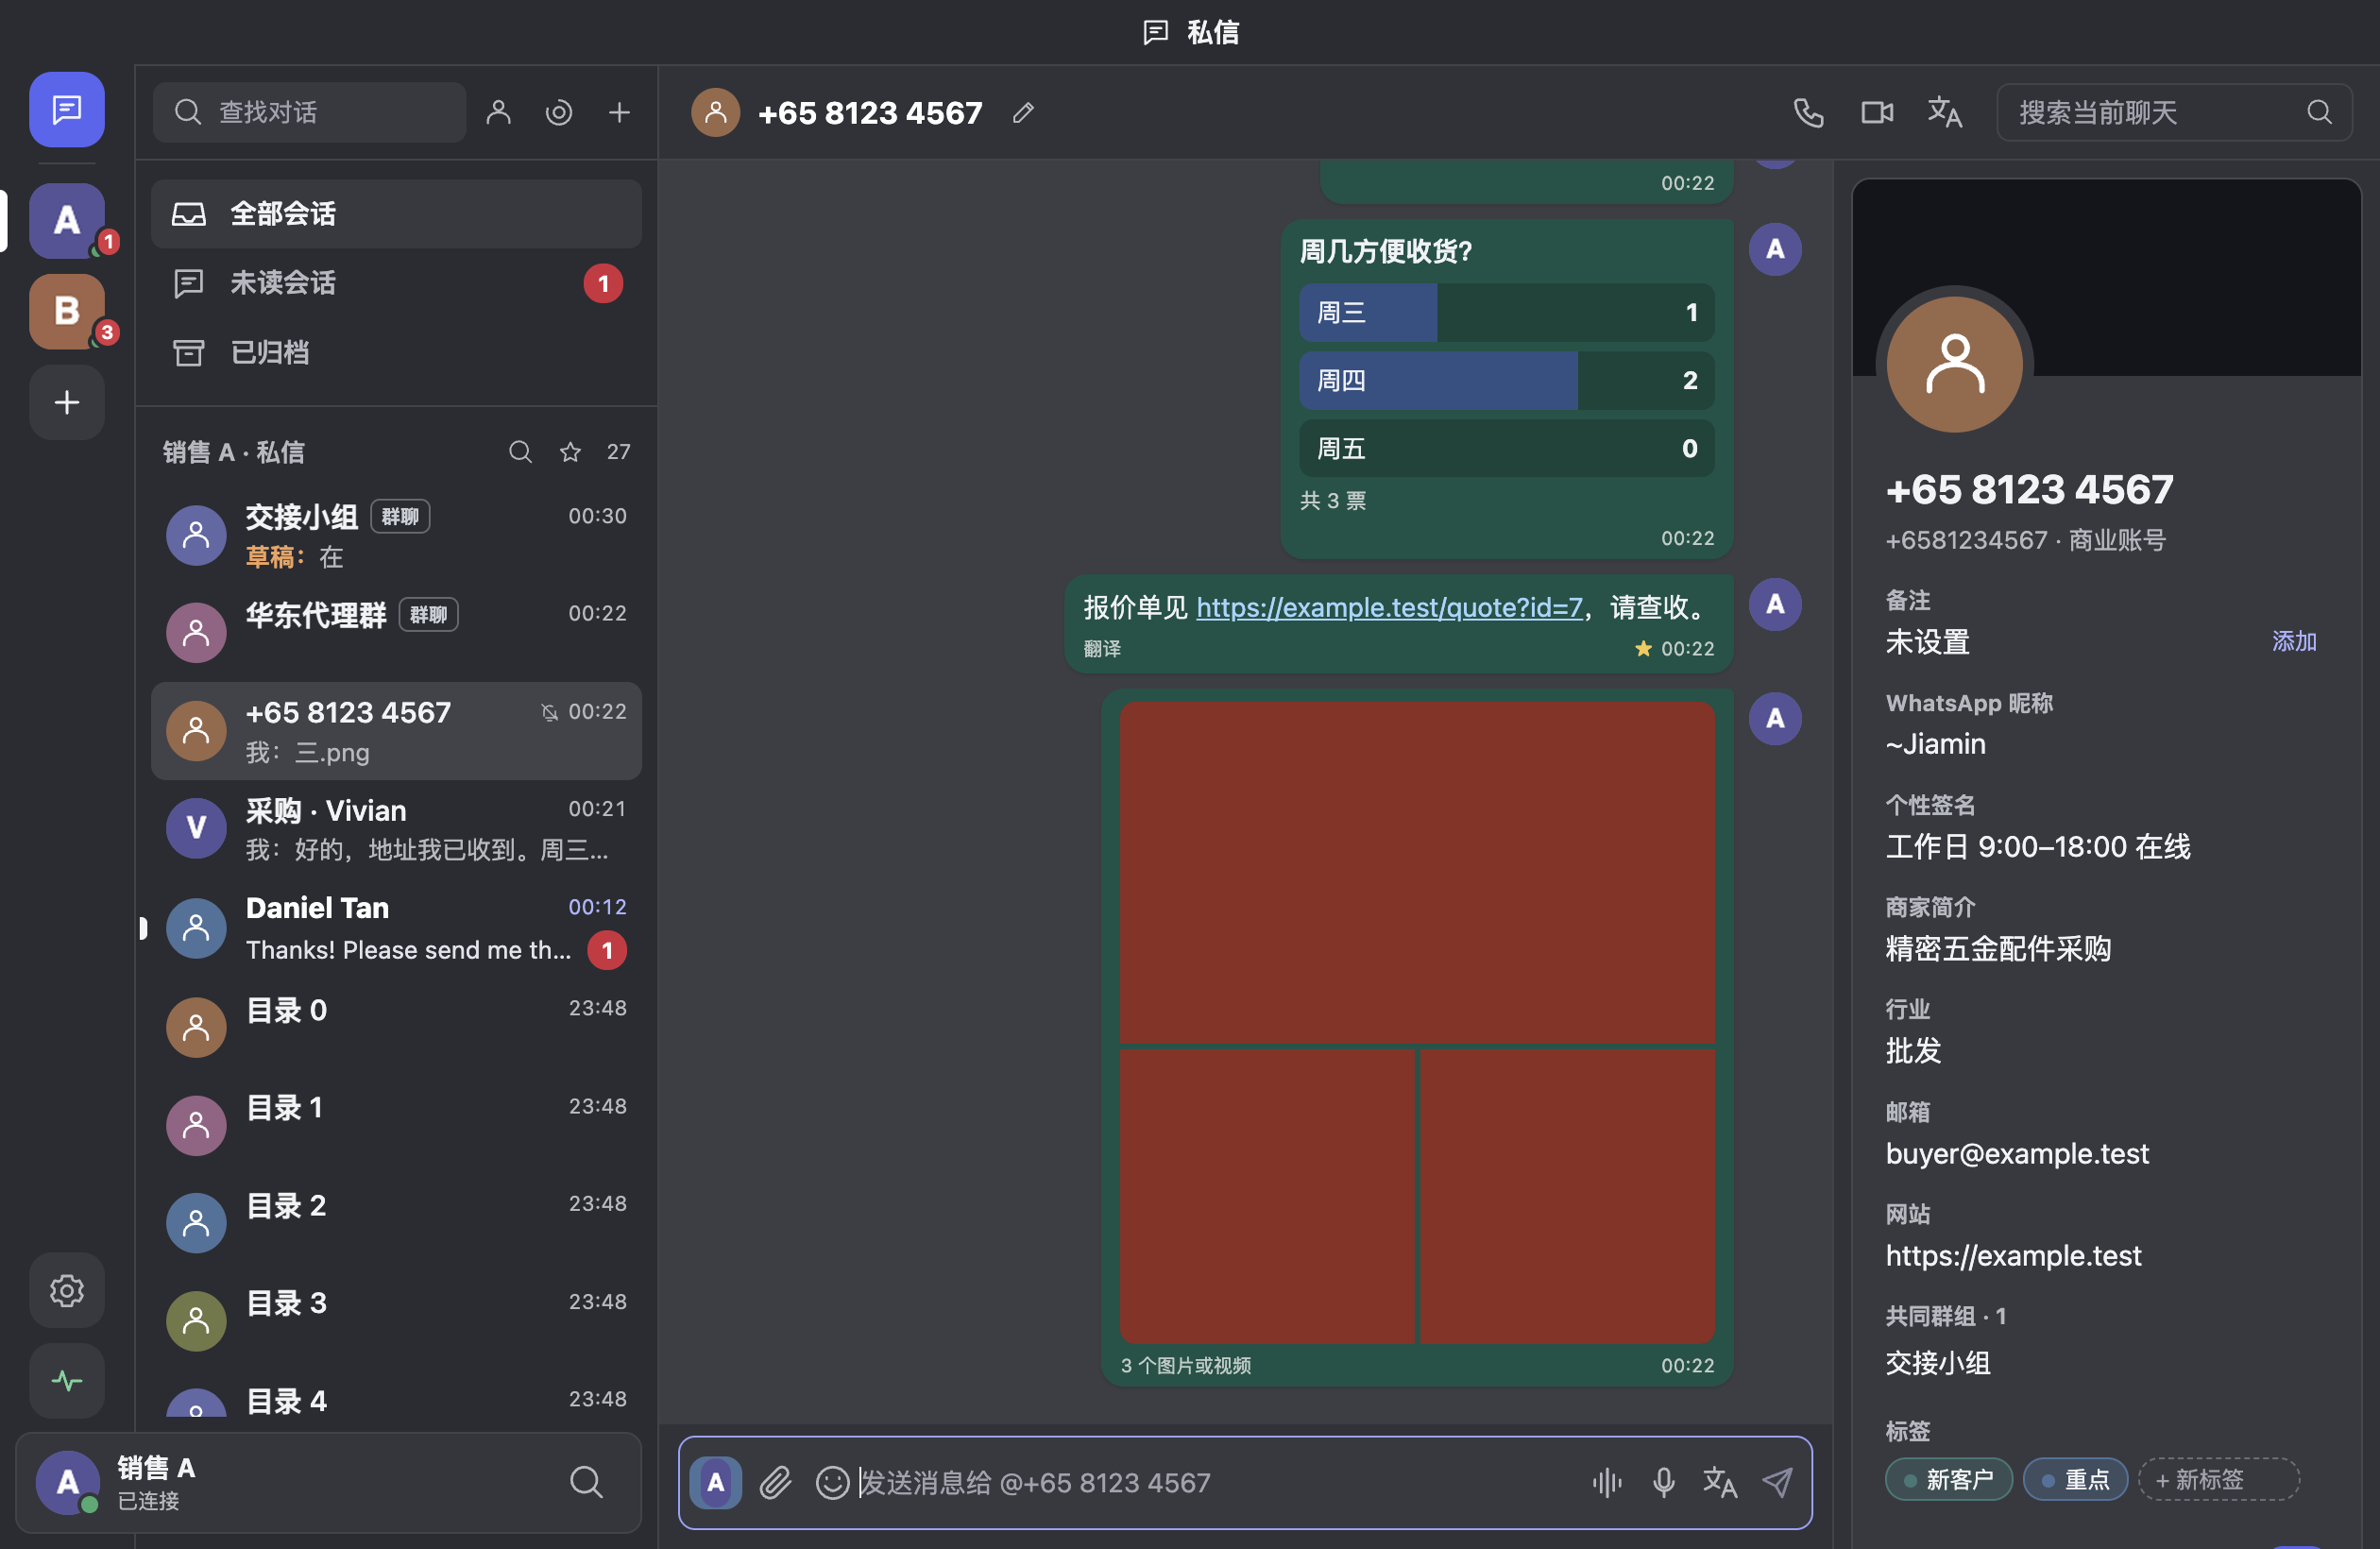 私信
查找对话
+65 8123 4567
搜索当前聊天
A
1
B
3
全部会话
未读会话
1
已归档
销售 A · 私信
27
交接小组
群聊
00:30
草稿： 在
华东代理群
群聊
00:22
+65 8123 4567
00:22
我：三.png
V
采购 · Vivian
00:21
我：好的，地址我已收到。周三...
Daniel Tan
00:12
Thanks! Please send me th...
1
目录 0
23:48
目录 1
23:48
目录 2
23:48
目录 3
23:48
目录 4
23:48
A
销售 A
已连接
00:22
A
周几方便收货?
周三
1
周四
2
周五
0
共 3 票
00:22
A
报价单见 https://example.test/quote?id=7，请查收。
翻译
00:22
A
3 个图片或视频
00:22
A
发送消息给 @+65 8123 4567
+65 8123 4567
+6581234567 · 商业账号
备注
未设置
添加
WhatsApp 昵称
~Jiamin
个性签名
工作日 9:00–18:00 在线
商家简介
精密五金配件采购
行业
批发
邮箱
buyer@example.test
网站
https://example.test
共同群组 · 1
交接小组
标签
新客户
重点
+ 新标签